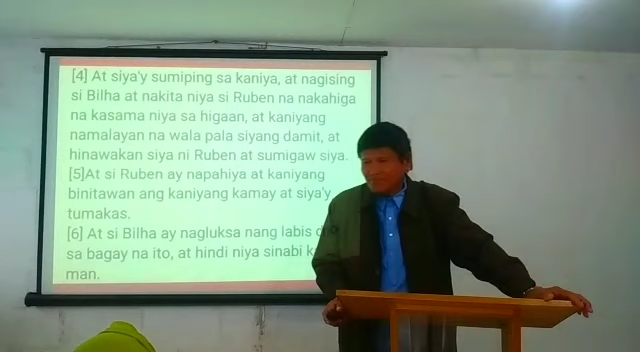 [4] At siya'y sumiping sa kaniya, at nagising
si Bilha at nakita niya si Ruben na nakahiga
na kasama niya sa higaan, at kaniyang
namalayan na wala pala siyang damit, at
hinawakan siya ni Ruben at sumigaw siya.
[5]At si Ruben ay napahiya at kaniyang
binitawan ang kaniyang kamay at siya'y
tumakas.
[6] At si Bilha ay nagluksa nang labis
sa bagay na ito, at hindi niya sinabi
man.